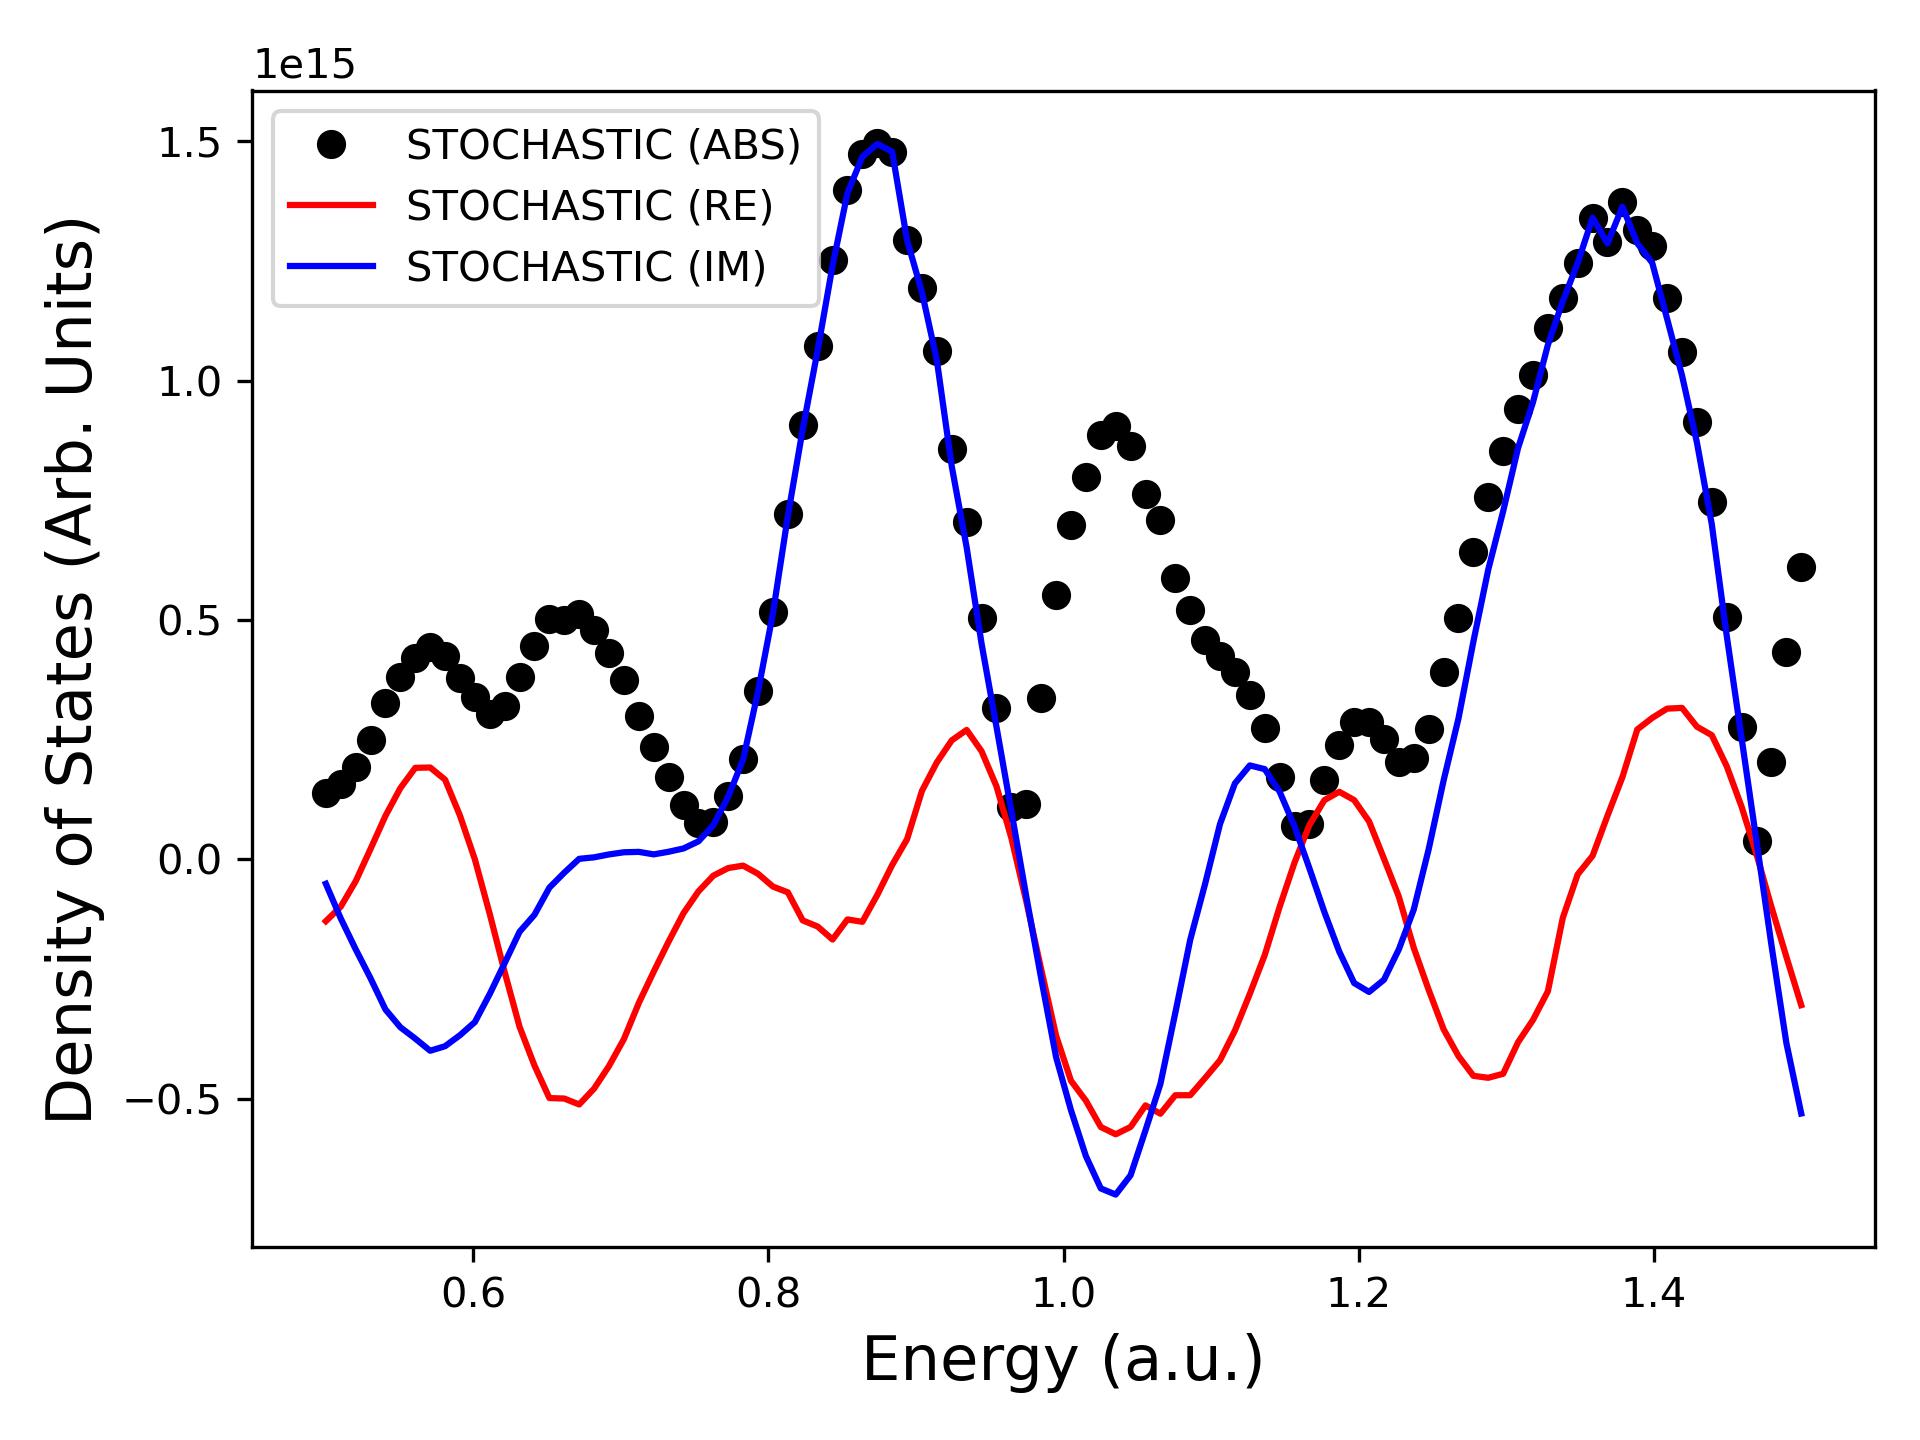 1e15
STOCHASTIC (ABS)
STOCHASTIC (RE)
STOCHASTIC (IM)
Density of States (Arb. Units)
1.5
1.0
0.5
0.0
−0.5
0.6 0.8 1.0 1.2 1.4
Energy (a.u.)